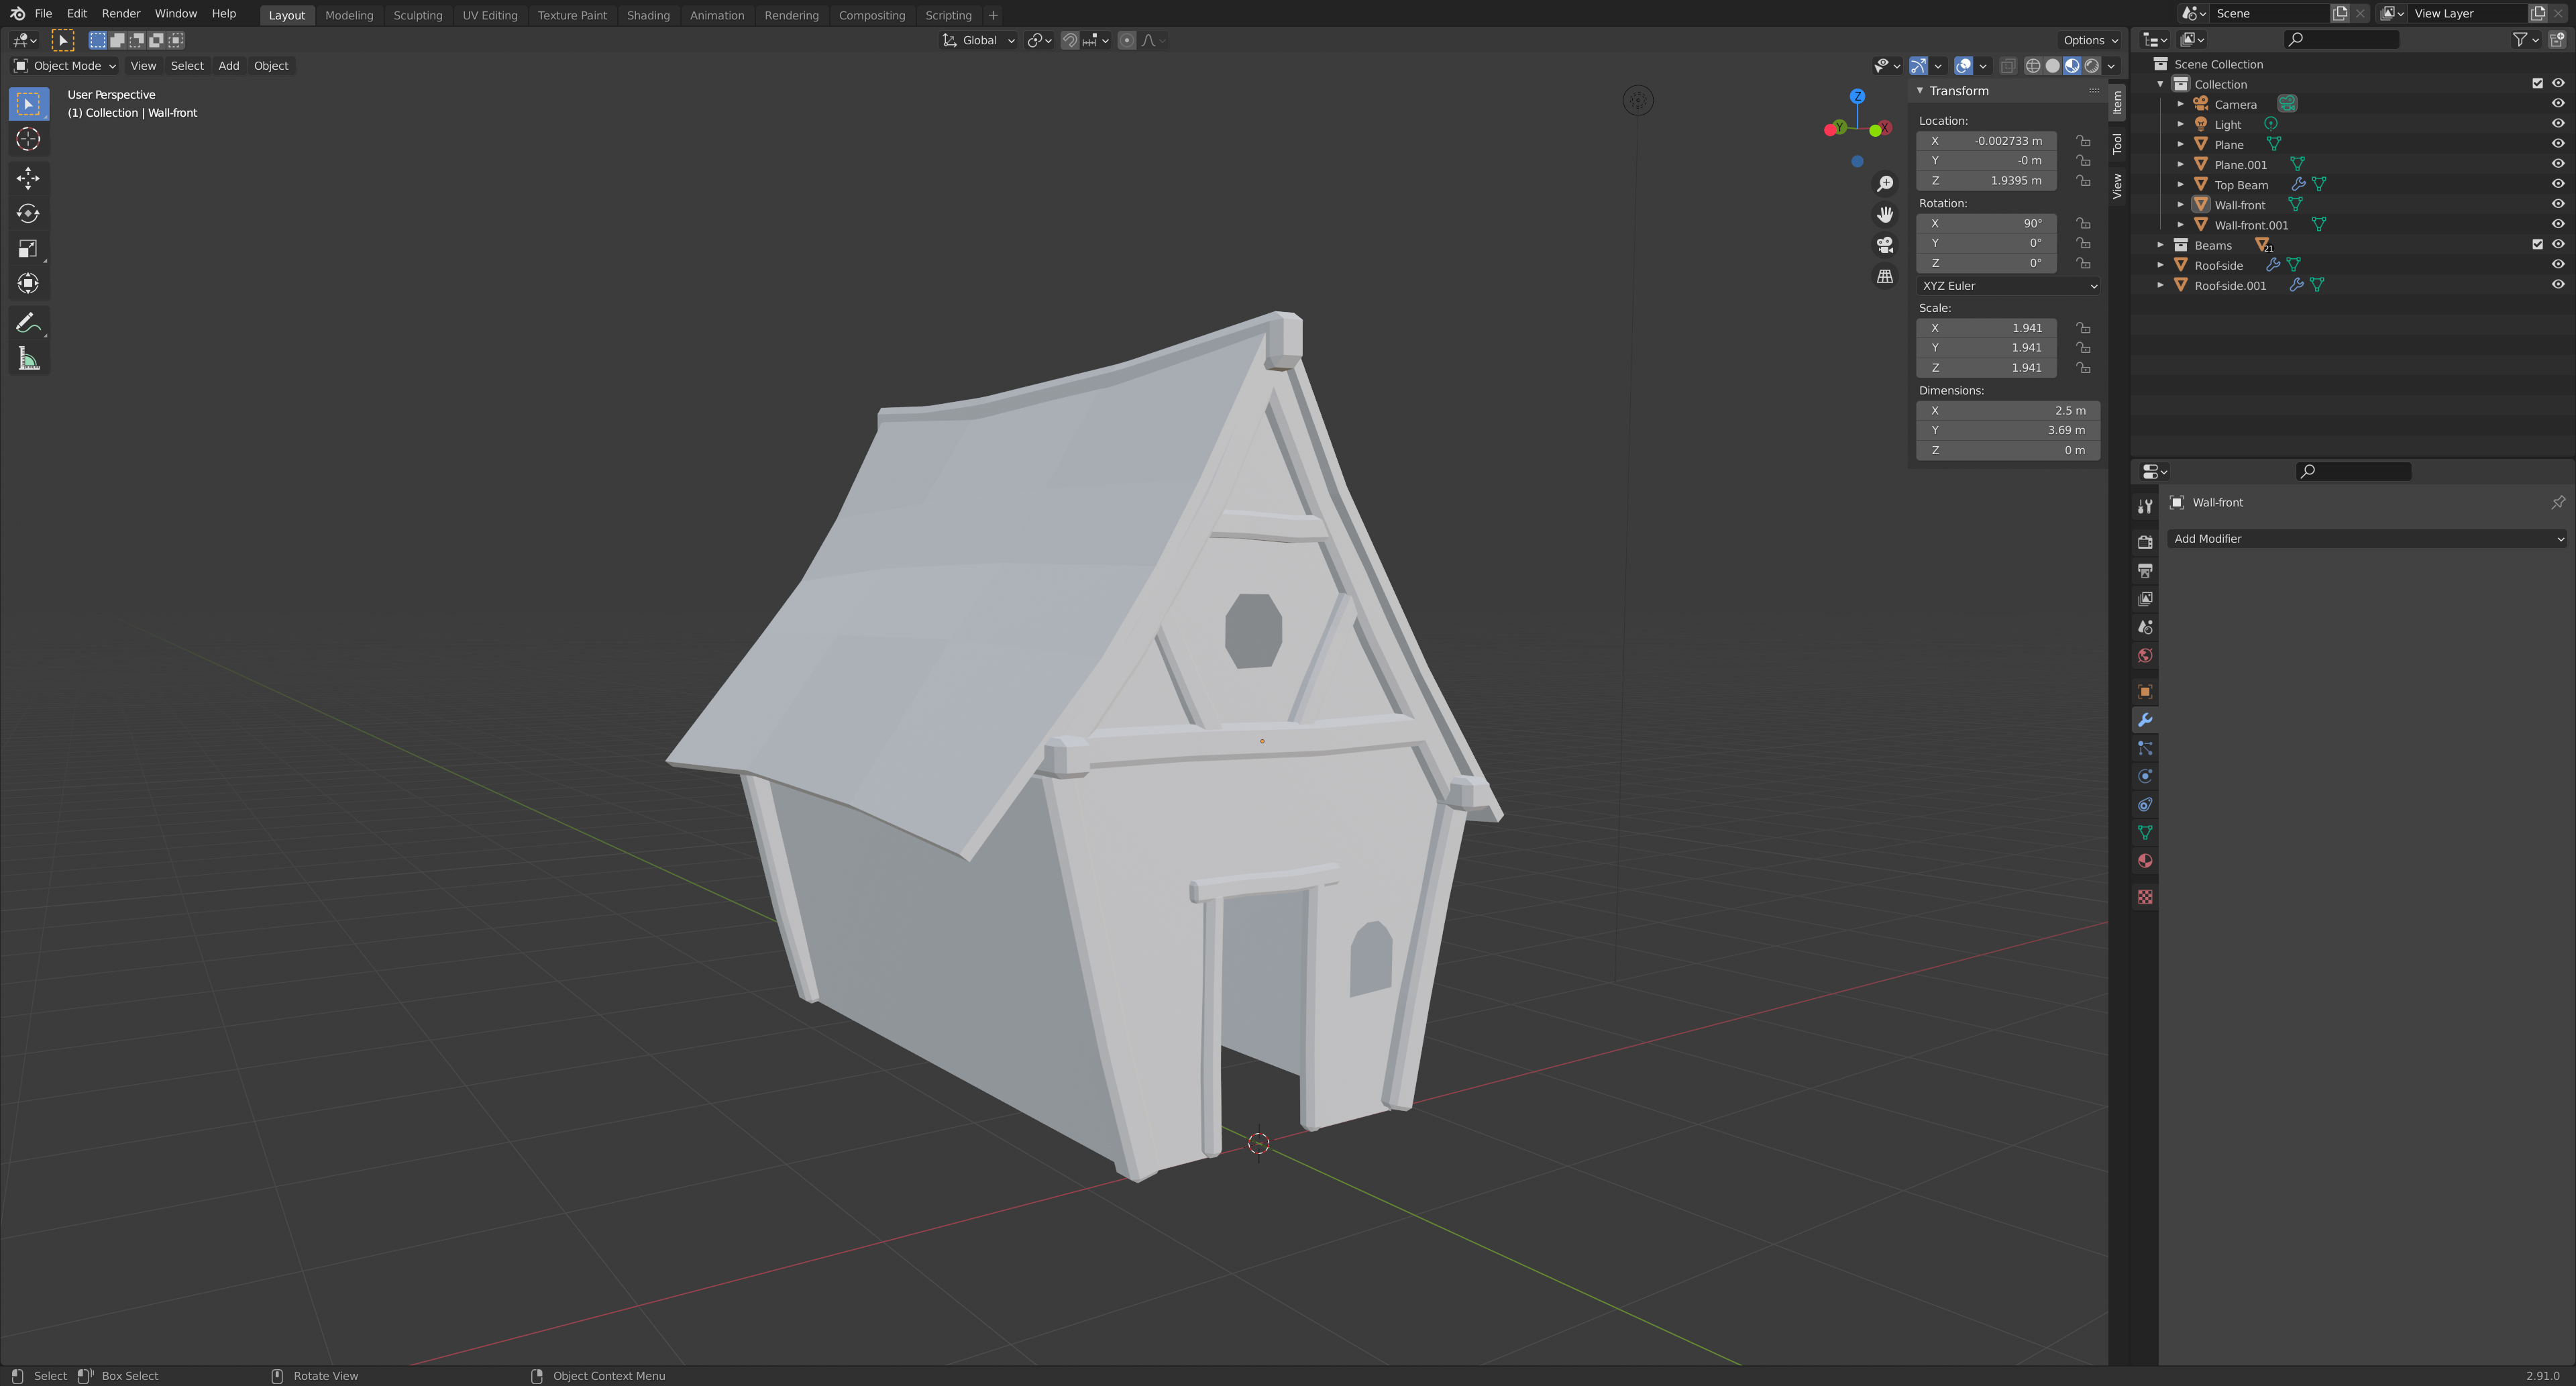 File Edit Render Window Help Layout Modeling Sculpting UV Editing Texture Paint Shading Animation Rendering Compositing Scripting + Scene View Layer
Global Options
Object Mode View Select Add Object
User Perspective
(1) Collection | Wall-front
Z
Y X
Transform
Location:
X -0.002733 m
Y -0 m
Z 1.9395 m
Rotation:
X 90°
Y 0°
Z 0°
XYZ Euler
Scale:
X 1.941
Y 1.941
Z 1.941
Dimensions:
X 2.5 m
Y 3.69 m
Z 0 m
Item
Tool
View
Scene Collection
Collection
Camera
Light
Plane
Plane.001
Top Beam
Wall-front
Wall-front.001
Beams 21
Roof-side
Roof-side.001
Wall-front
Add Modifier
Select Box Select Rotate View Object Context Menu 2.91.0